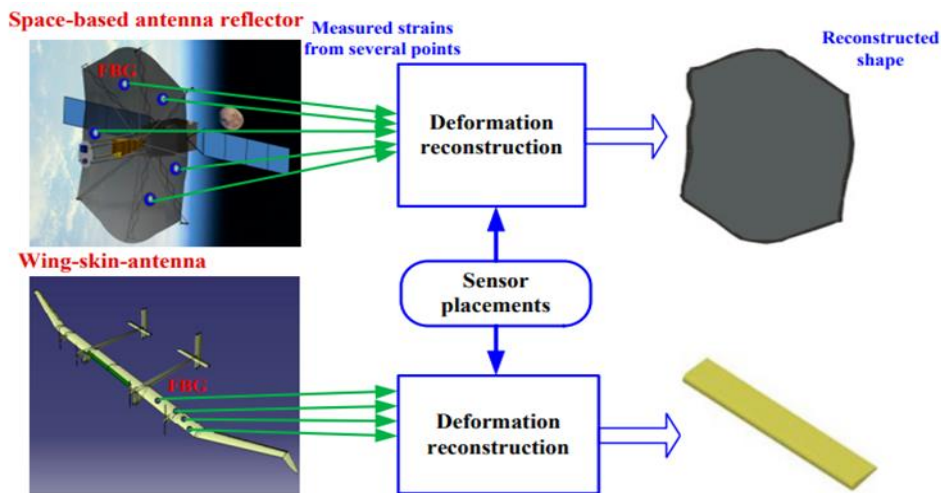 Space-based antenna reflector
Measured strains
from several points
Reconstructed
shape
FBG
Deformation
reconstruction
Wing-skin-antenna
Sensor
placements
FBG
Deformation
reconstruction